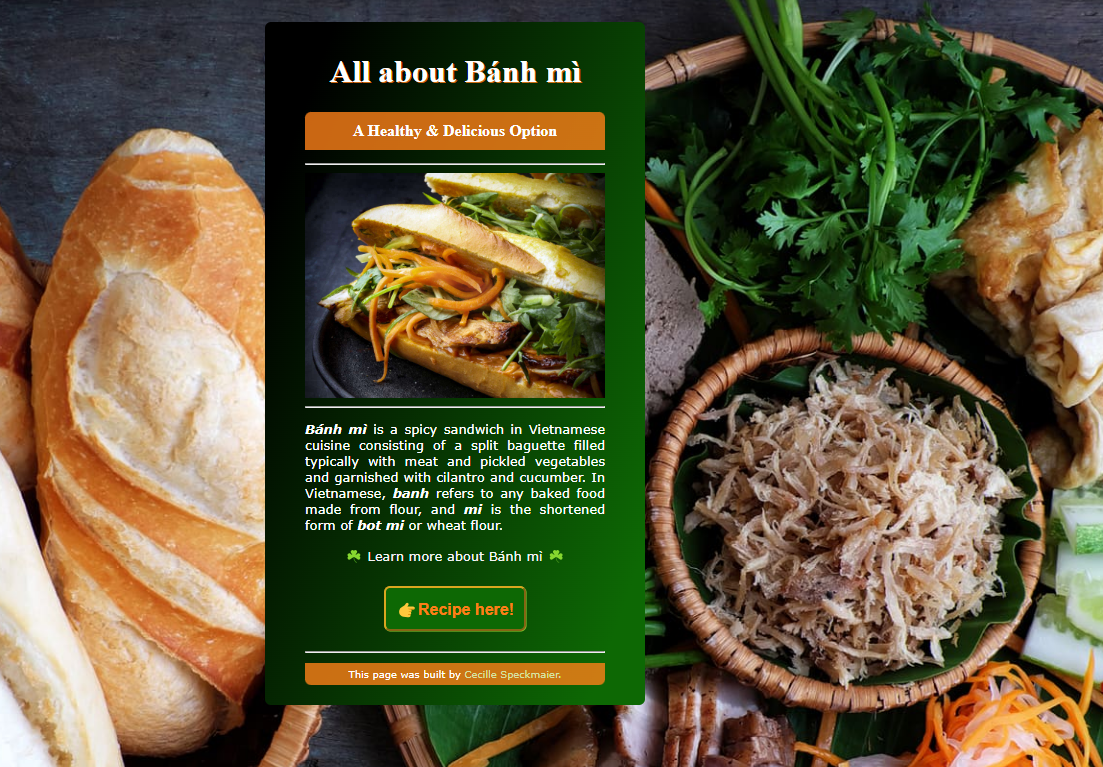 All about Bánh mì
A Healthy & Delicious Option
Bánh mì is a spicy sandwich in Vietnamese
cuisine consisting of a split baguette filled
typically with meat and pickled vegetables
and garnished with cilantro and cucumber. In
Vietnamese, banh refers to any baked food
made from flour, and mi is the shortened
form of bot mi or wheat flour.
☘️ Learn more about Bánh mì ☘️
👉Recipe here!
This page was built by Cecille Speckmaier.